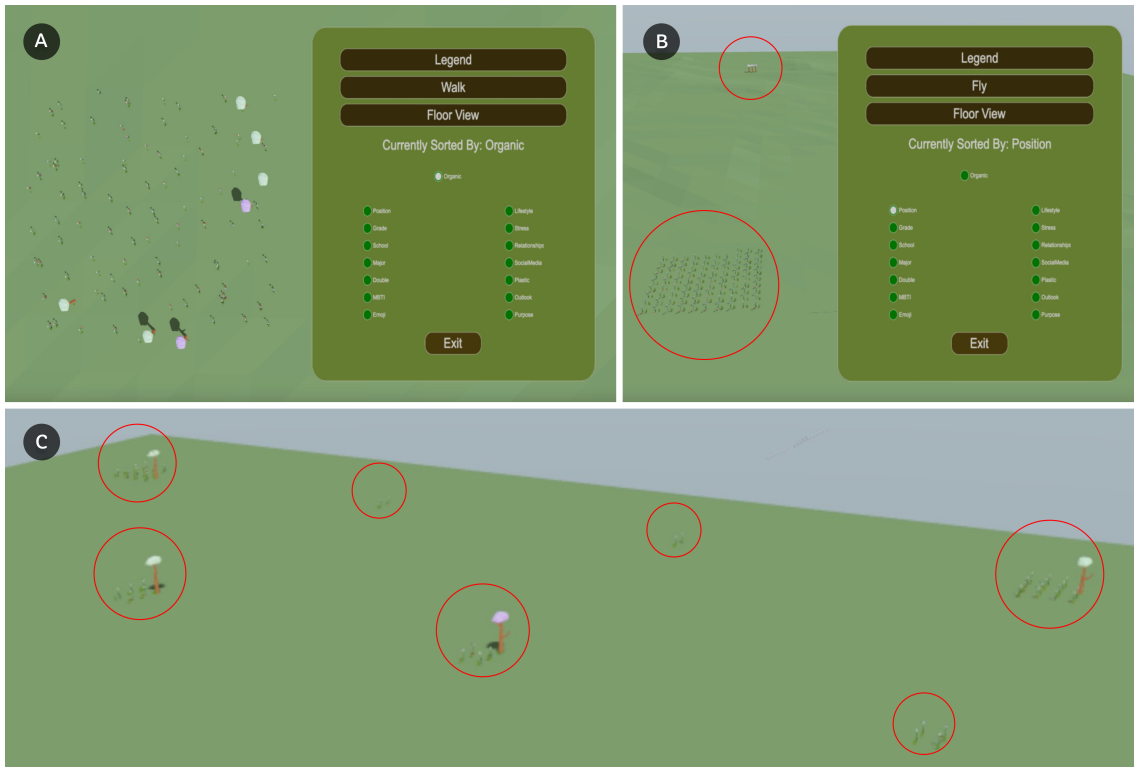 A
Legend
Walk
Floor View
Currently Sorted By: Organic
Organic
Position
Lifestyle
Grade
Stress
School
Relationships
Major
SocialMedia
Double
Plastic
MBTI
Outlook
Emoji
Purpose
Exit
B
Legend
Fly
Floor View
Currently Sorted By: Position
Organic
Position
Lifestyle
Grade
Stress
School
Relationships
Major
SocialMedia
Double
Plastic
MBTI
Outlook
Emoji
Purpose
Exit
C